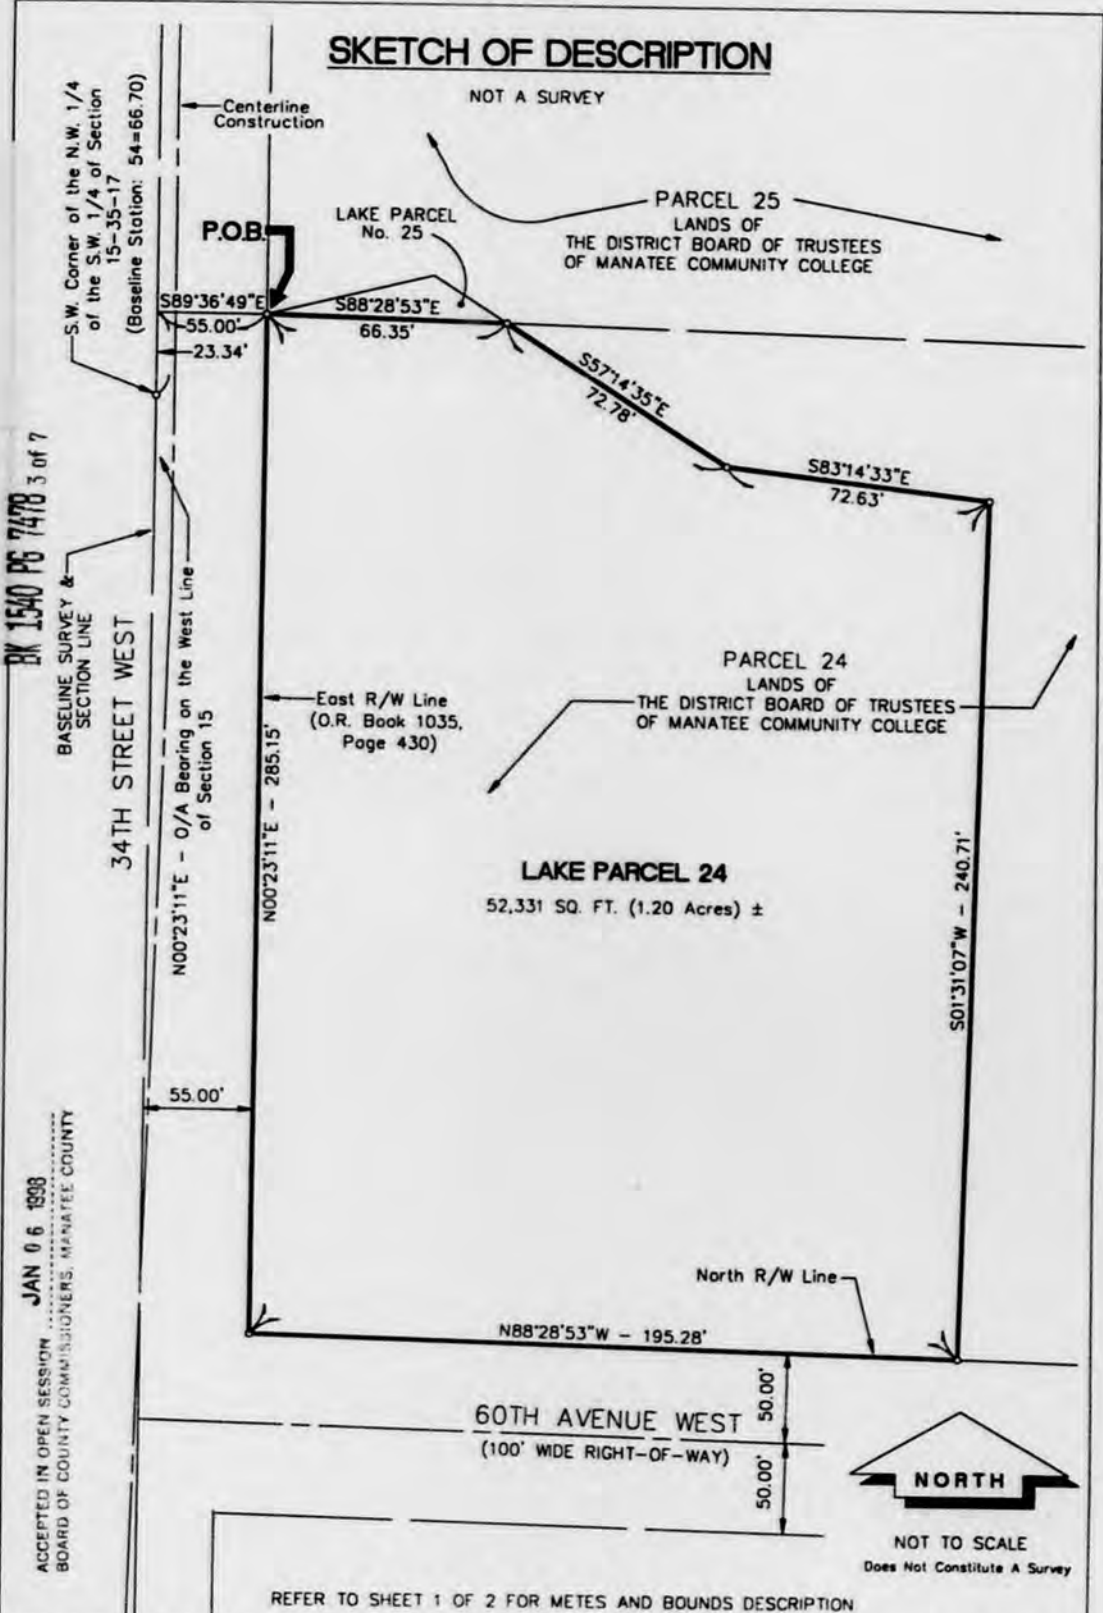 SKETCH OF DESCRIPTION
NOT A SURVEY
S.W. Corner of the N.W. 1/4
of the S.W. 1/4 of Section
15-35-17
(Baseline Station: 54=66.70)
Centerline
Construction
P.O.B.
LAKE PARCEL
No. 25
PARCEL 25
LANDS OF
THE DISTRICT BOARD OF TRUSTEES
OF MANATEE COMMUNITY COLLEGE
S89°36'49"E
55.00'
23.34'
S88°28'53"E
66.35'
S57°14'35"E
72.78'
S83°14'33"E
72.63'
BK 1540 PG 7478 3 of 7
BASELINE SURVEY &
SECTION LINE
34TH STREET WEST
N00°23'11"E - O/A Bearing on the West Line
of Section 15
East R/W Line
(O.R. Book 1035,
Page 430)
N00°23'11"E - 285.15'
PARCEL 24
LANDS OF
THE DISTRICT BOARD OF TRUSTEES
OF MANATEE COMMUNITY COLLEGE
LAKE PARCEL 24
52,331 SQ. FT. (1.20 Acres) ±
S01°31'07"W - 240.71'
55.00'
ACCEPTED IN OPEN SESSION JAN 06 1998
BOARD OF COUNTY COMMISSIONERS, MANATEE COUNTY
North R/W Line
N88°28'53"W - 195.28'
60TH AVENUE WEST
(100' WIDE RIGHT-OF-WAY)
50.00'
50.00'
NORTH
NOT TO SCALE
Does Not Constitute A Survey
REFER TO SHEET 1 OF 2 FOR METES AND BOUNDS DESCRIPTION